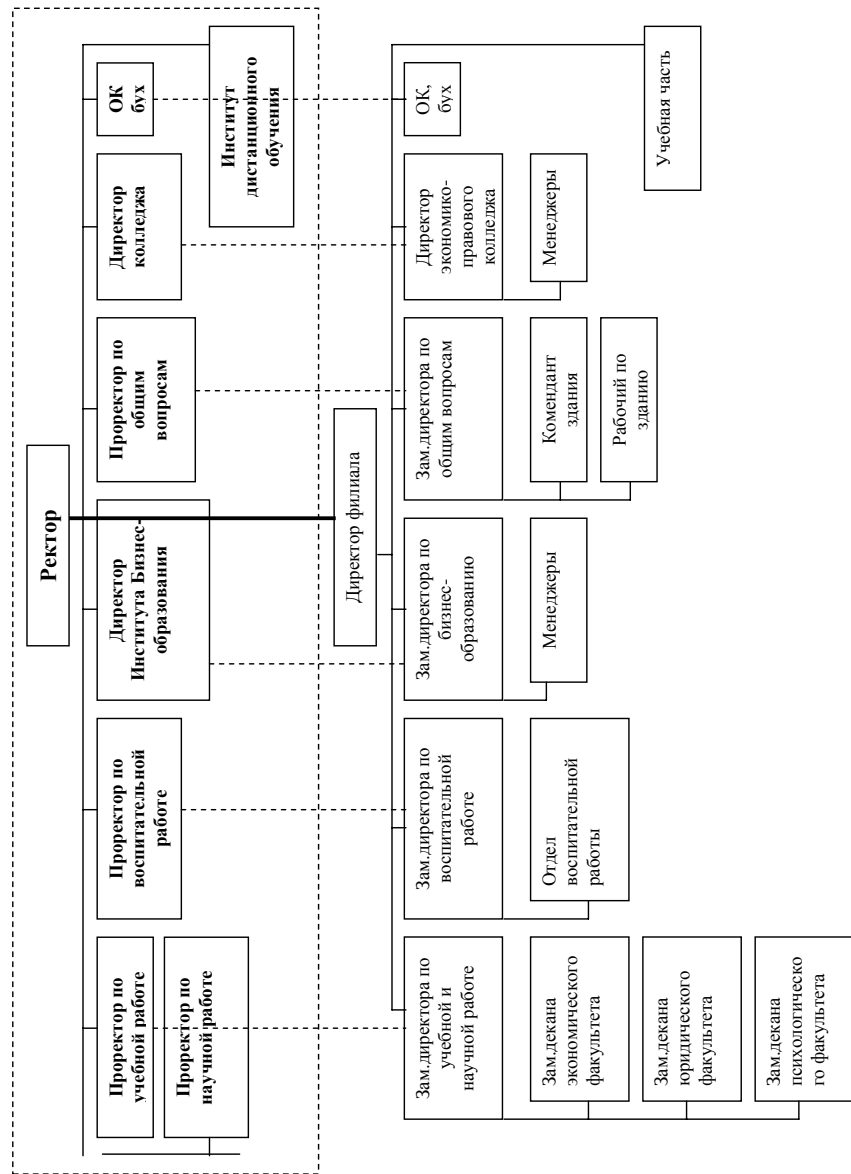 Ректор
Проректор по
учебной работе
Проректор по
научной работе
Проректор по
воспитательной
работе
Директор
Института Бизнес-
образования
Проректор по
общим
вопросам
Директор
колледжа
ОК
бух
Институт
дистанционного
обучения
Директор филиала
Зам.директора по
учебной и
научной работе
Зам.директора по
воспитательной
работе
Зам.директора по
бизнес-
образованию
Зам.директора по
общим вопросам
Директор
экономико-
правового
колледжа
ОК,
бух
Зам.декана
экономического
факультета
Зам.декана
юридического
факультета
Зам.декана
психологическо
го факультета
Отдел
воспитательной
работы
Менеджеры
Комендант
здания
Рабочий по
зданию
Менеджеры
Учебная часть